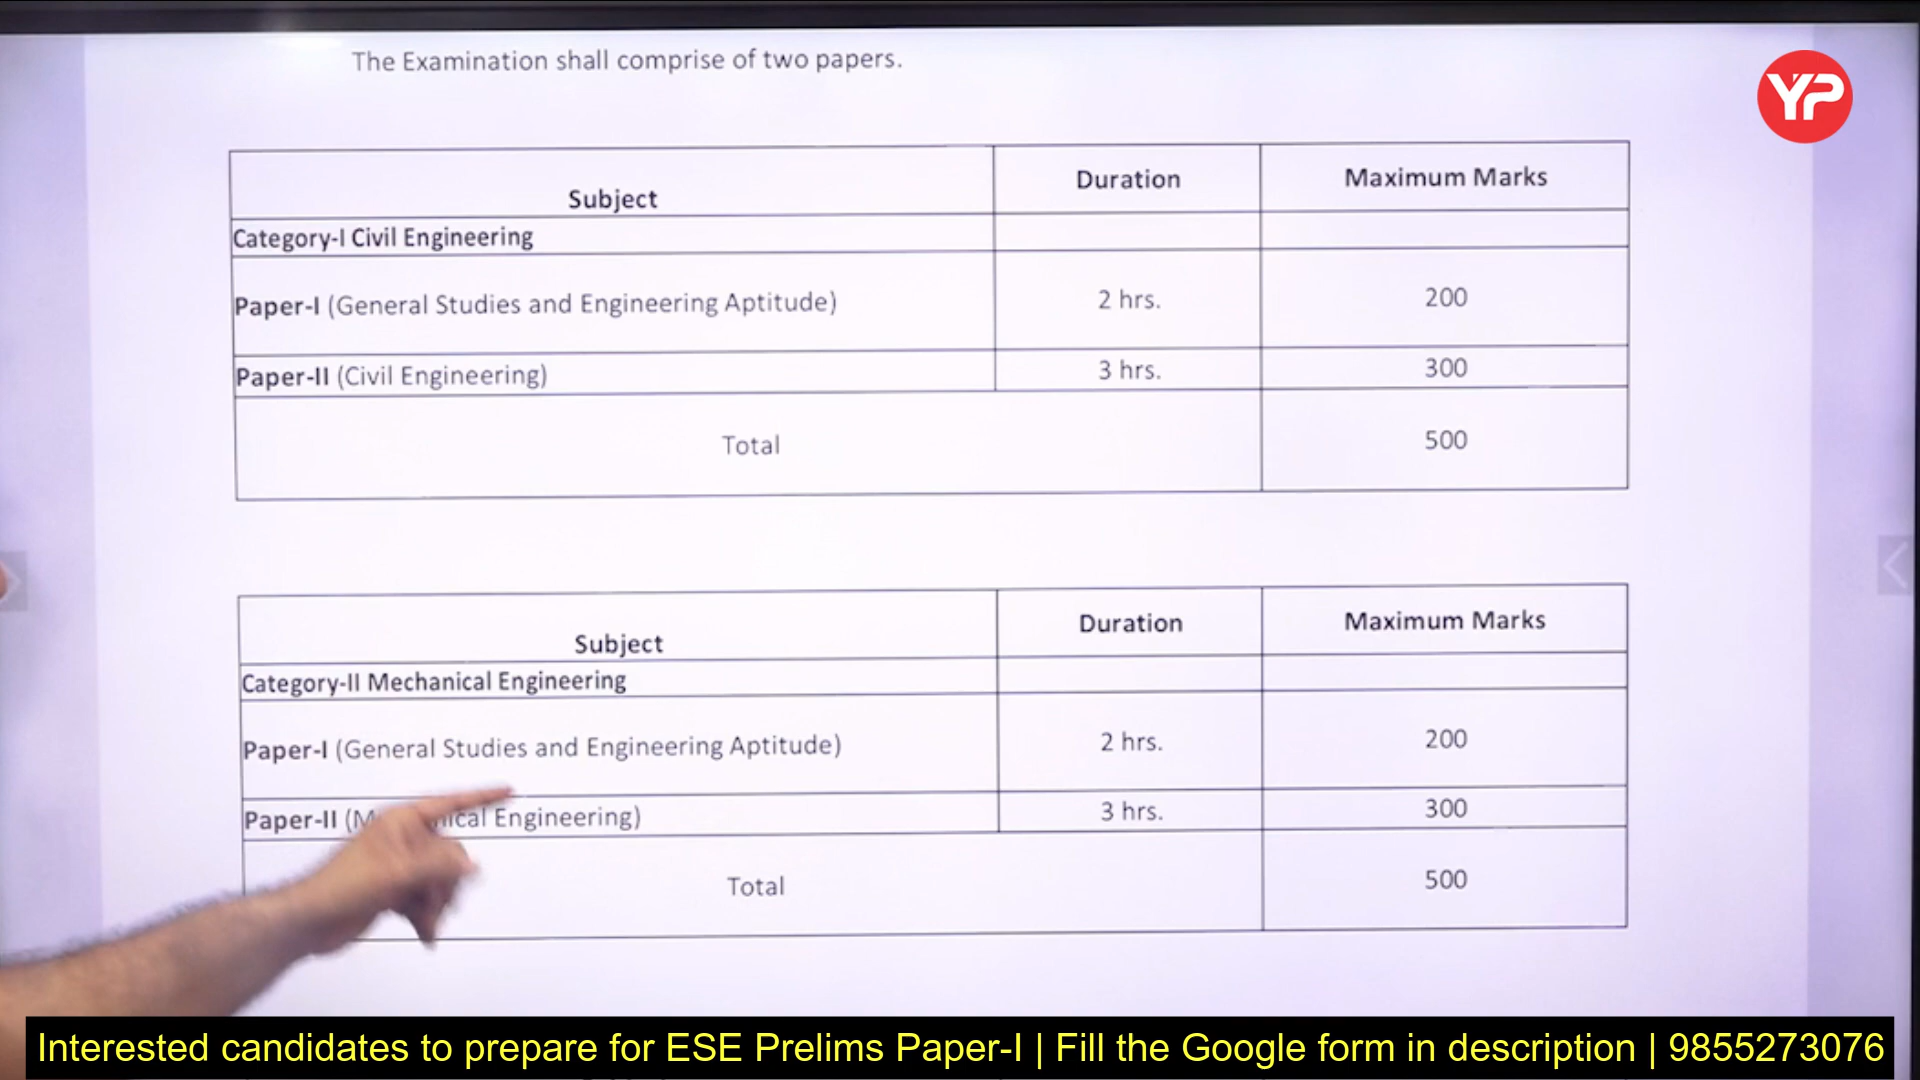 The Examination shall comprise of two papers.
YP
Subject Duration Maximum Marks
Category-I Civil Engineering
Paper-I (General Studies and Engineering Aptitude) 2 hrs. 200
Paper-II (Civil Engineering) 3 hrs. 300
Total 500
Subject Duration Maximum Marks
Category-II Mechanical Engineering
Paper-I (General Studies and Engineering Aptitude) 2 hrs. 200
Paper-II Engineering) 3 hrs. 300
Total 500
Interested candidates to prepare for ESE Prelims Paper-I | Fill the Google form in description | 9855273076